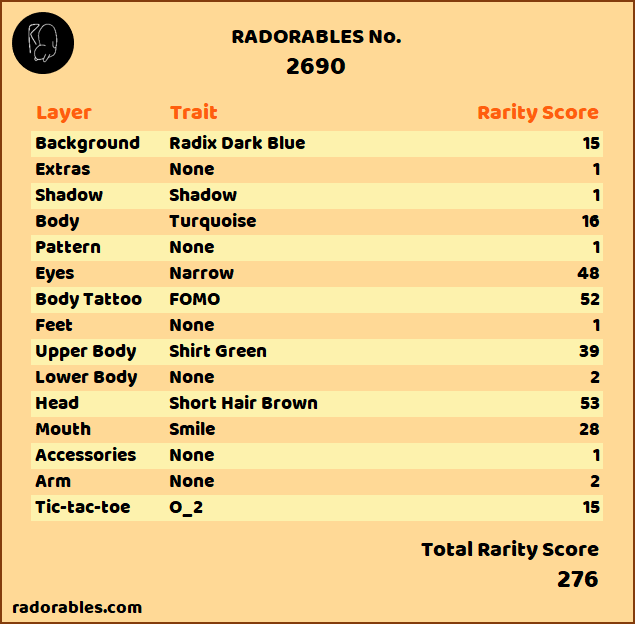 RADORABLES No.
2690
Layer Trait Rarity Score
Background Radix Dark Blue 15
Extras None 1
Shadow Shadow 1
Body Turquoise 16
Pattern None 1
Eyes Narrow 48
Body Tattoo FOMO 52
Feet None 1
Upper Body Shirt Green 39
Lower Body None 2
Head Short Hair Brown 53
Mouth Smile 28
Accessories None 1
Arm None 2
Tic-tac-toe O_2 15
Total Rarity Score
276
radorables.com